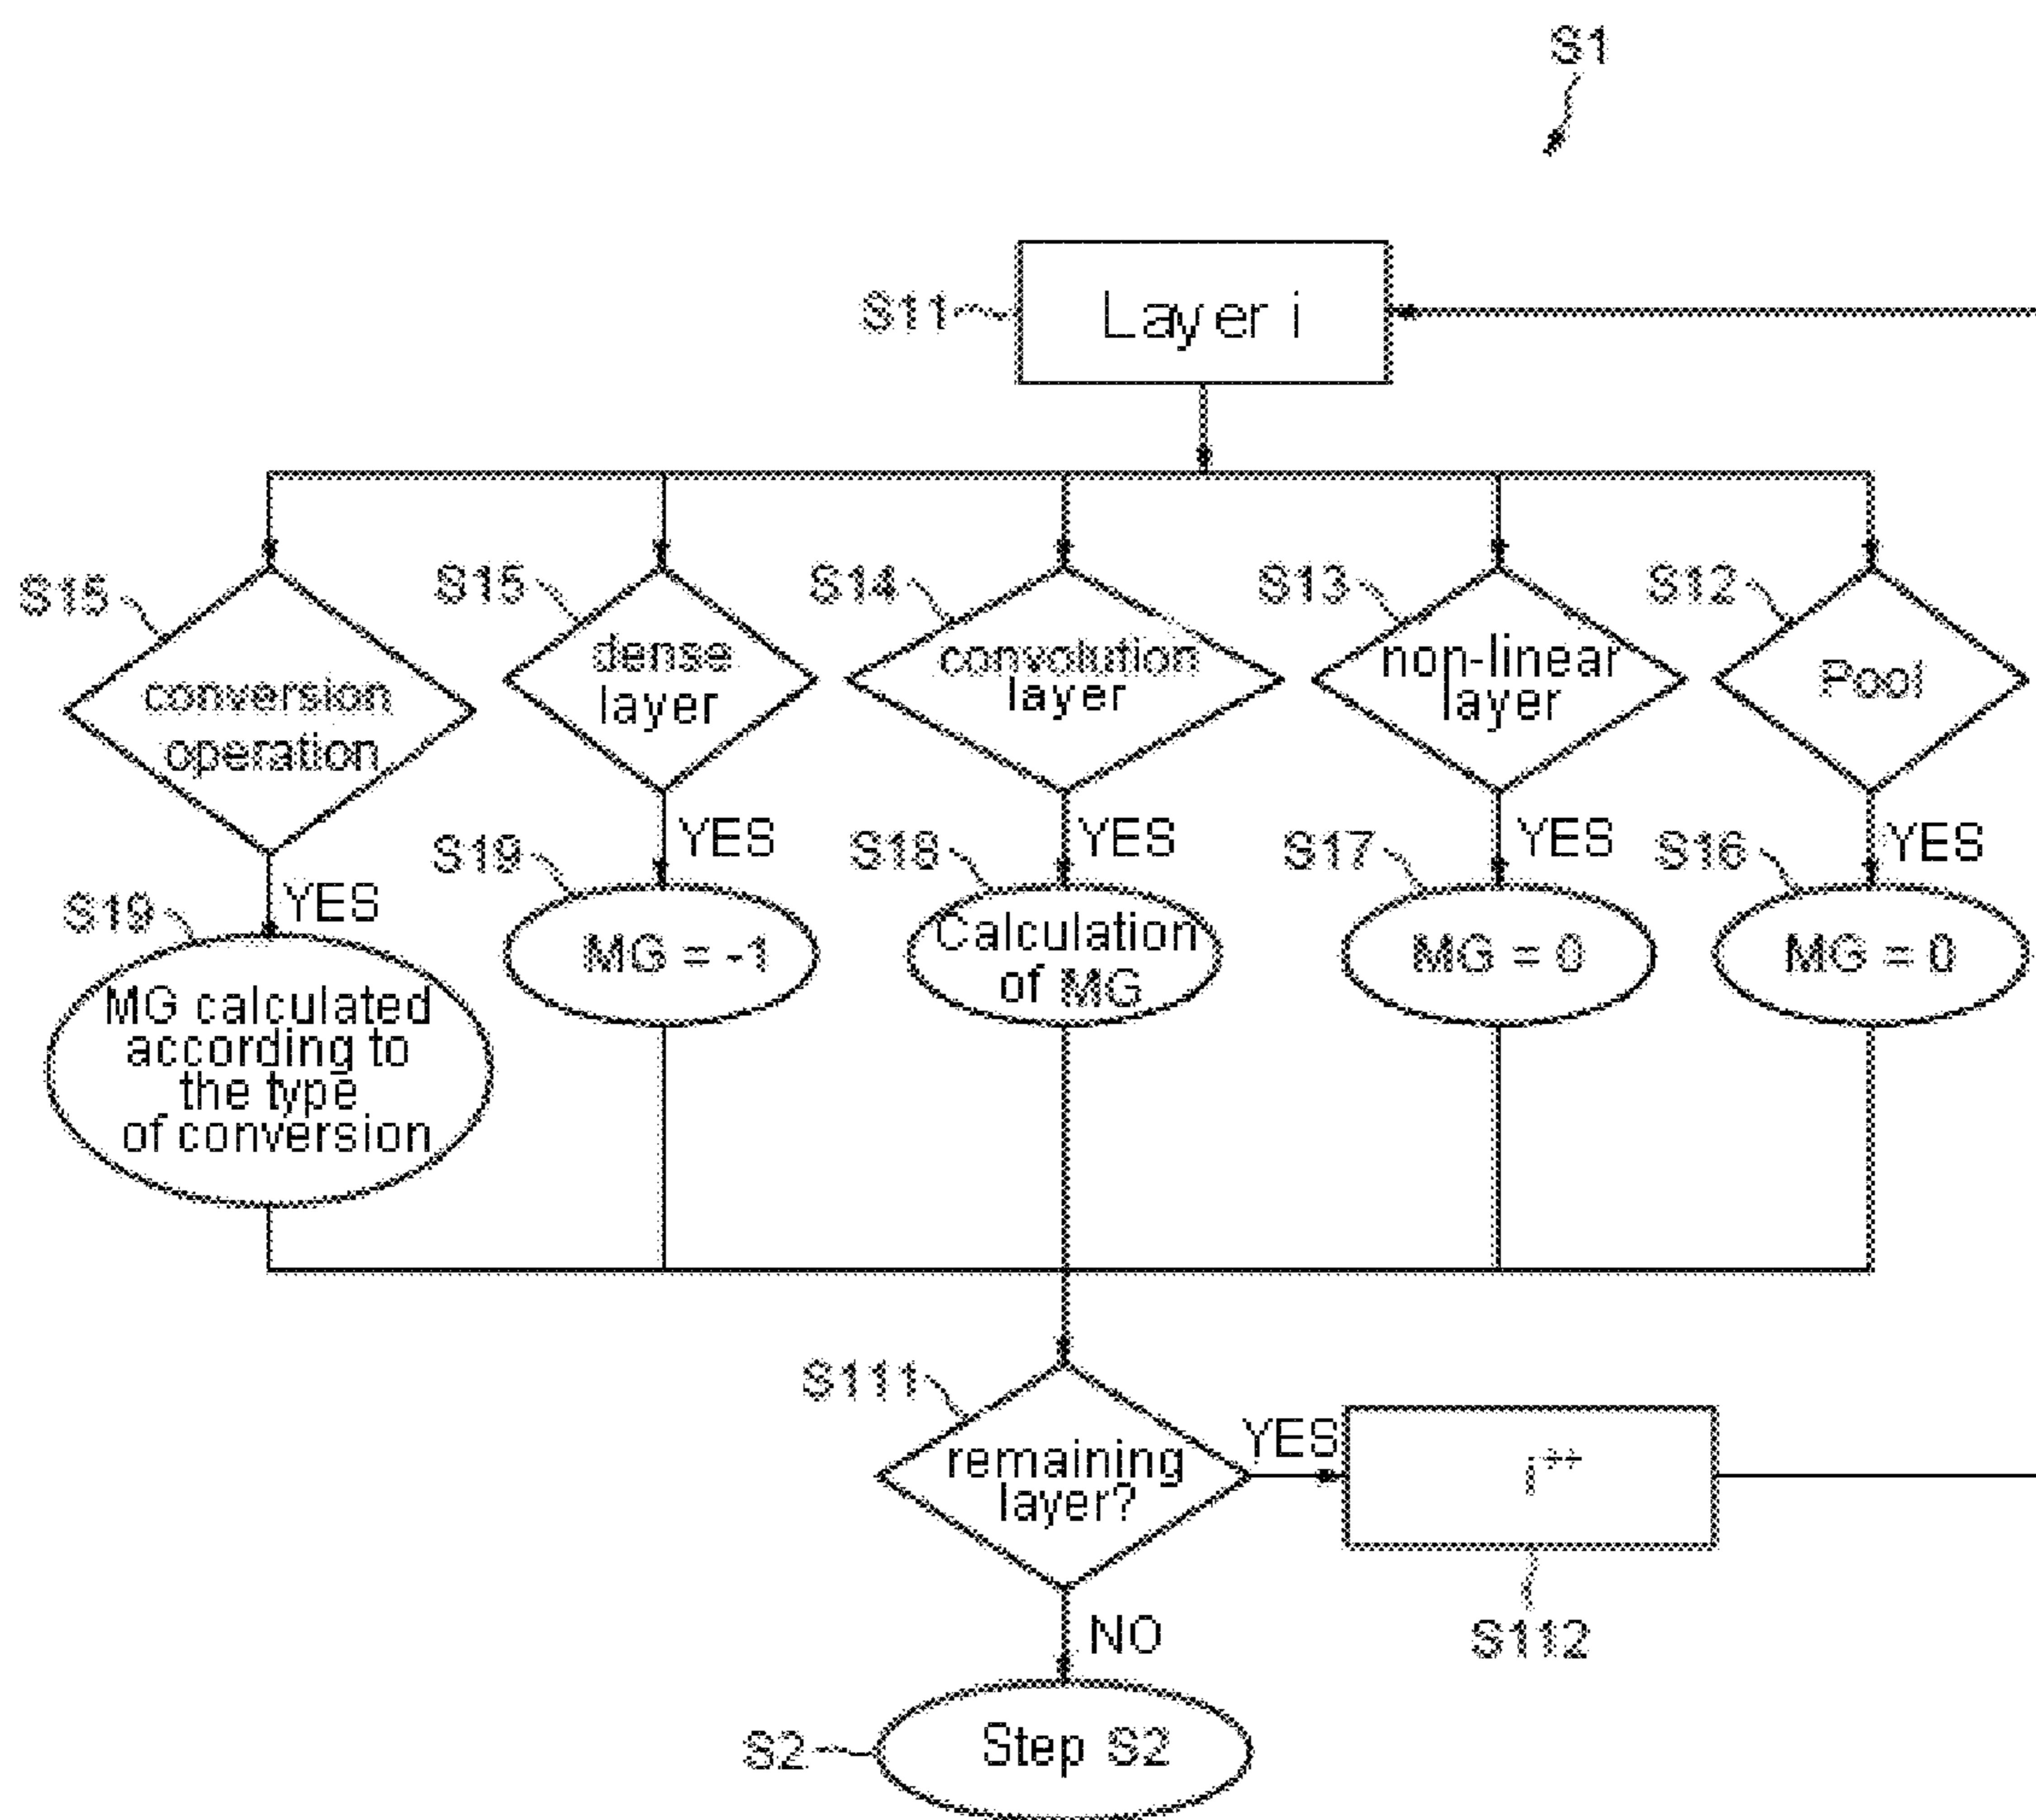 S1
S11
Layer i
S15
S15
S14
S13
S12
conversion
operation
dense
layer
convolution
layer
non-linear
layer
Pool
YES
YES
YES
YES
YES
S19
S19
S18
S17
S16
MG calculated
according to
the type
of conversion
MG = -1
Calculation
of MG
MG = 0
MG = 0
S111
remaining
layer?
YES
i++
S112
NO
S2
Step S2